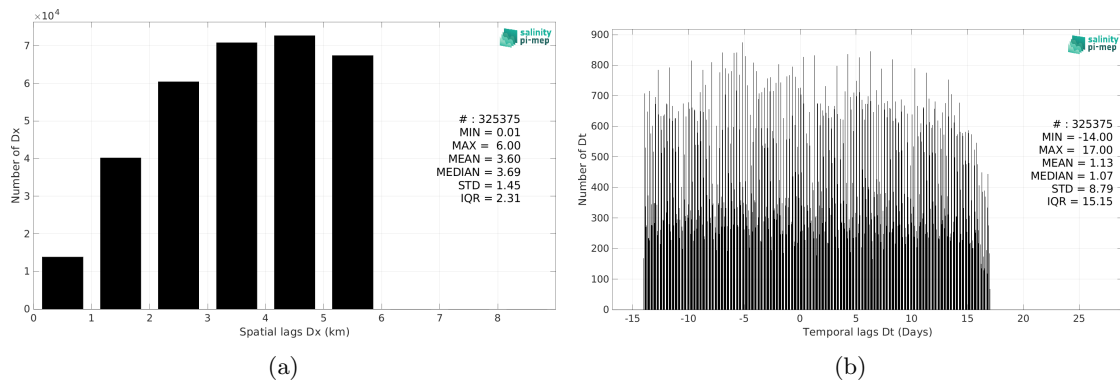 ×10⁴
7
6
5
4
3
2
1
0
Number of Dx
0 1 2 3 4 5 6 7 8
Spatial lags Dx (km)
salinity
pi-mep
# : 325375
MIN = 0.01
MAX = 6.00
MEAN = 3.60
MEDIAN = 3.69
STD = 1.45
IQR = 2.31
(a)
900
800
700
600
500
400
300
200
100
0
Number of Dt
-15 -10 -5 0 5 10 15 20 25
Temporal lags Dt (Days)
salinity
pi-mep
# : 325375
MIN = -14.00
MAX = 17.00
MEAN = 1.13
MEDIAN = 1.07
STD = 8.79
IQR = 15.15
(b)